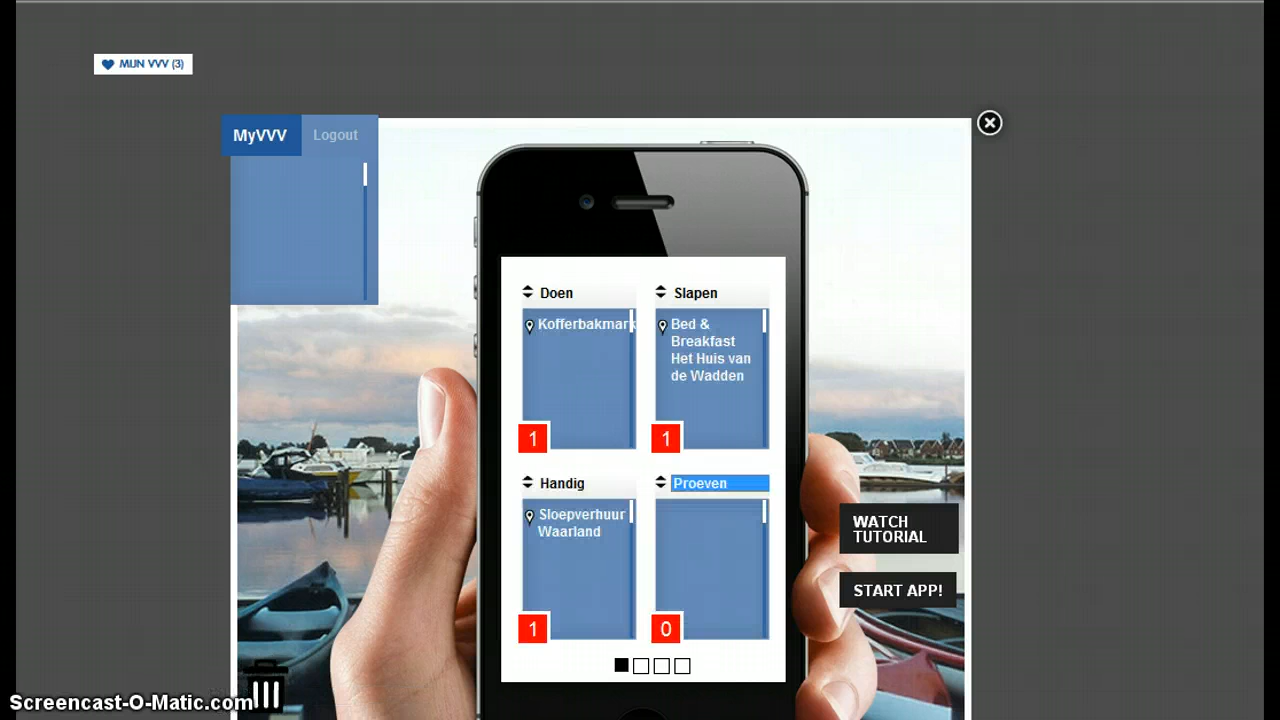 MIJN VVV (3)
MyVVV
Logout
Doen
Slapen
Kofferbakmark
Bed &
Breakfast
Het Huis van
de Wadden
1
1
Handig
Proeven
Sloepverhuur
Waarland
WATCH
TUTORIAL
START APP!
1
0
Screencast-O-Matic.com